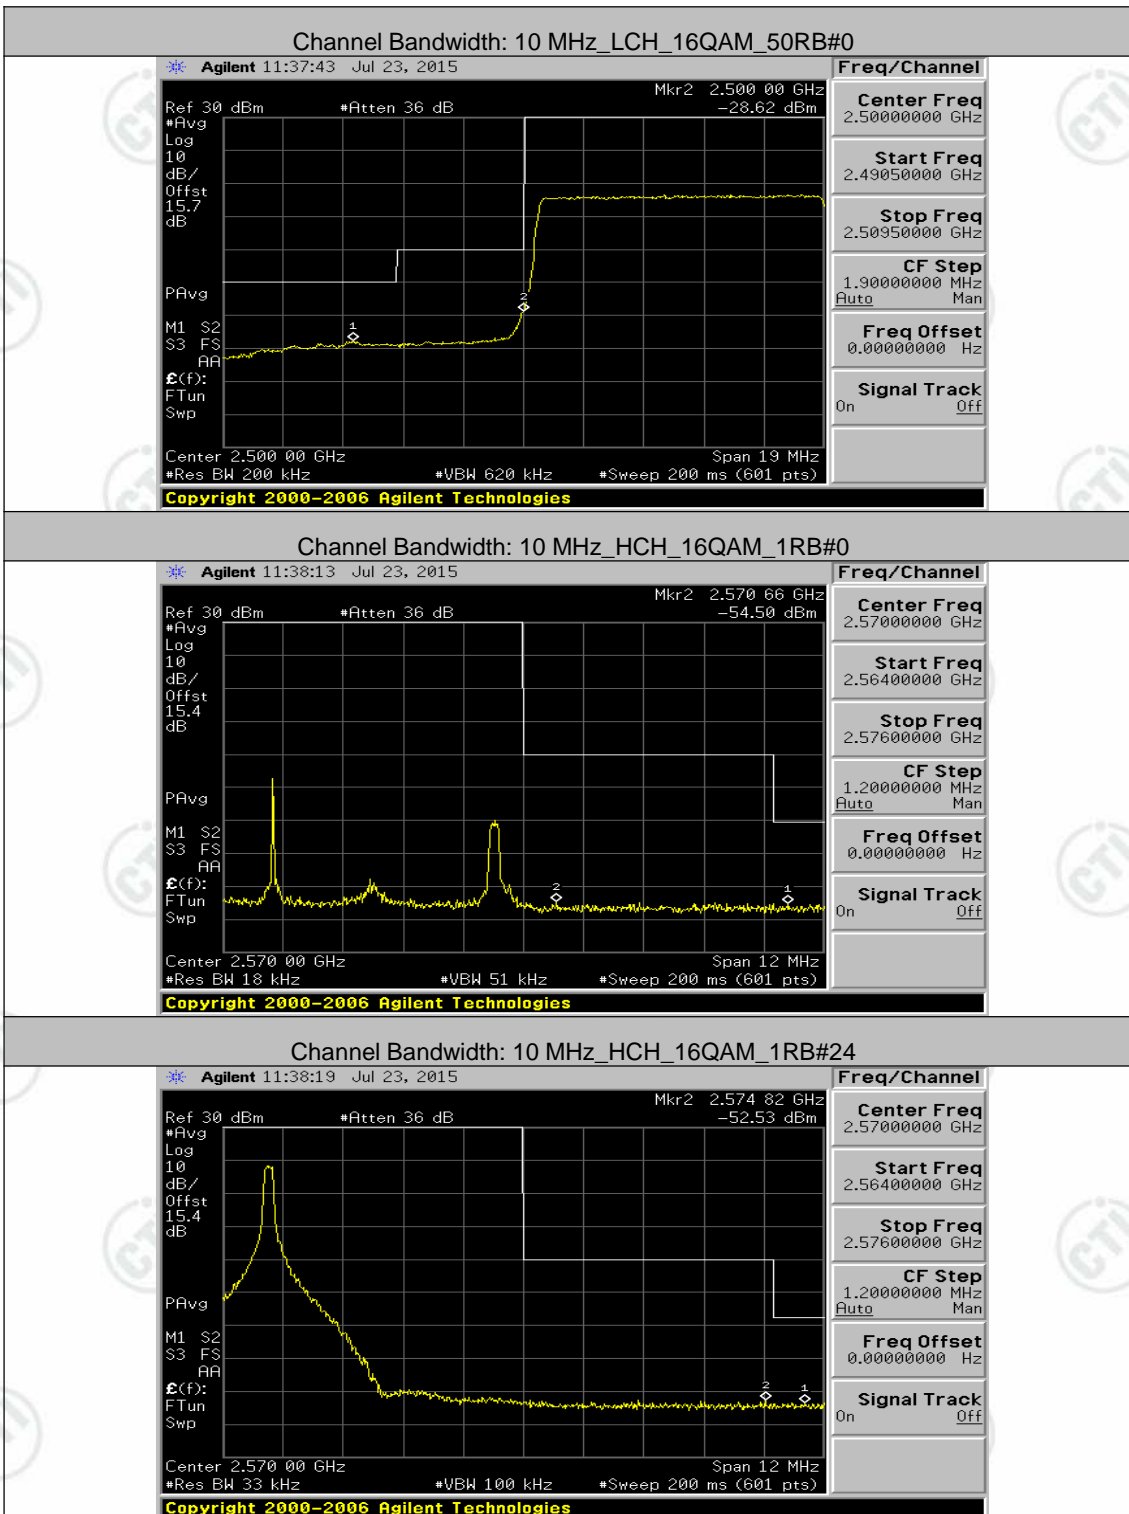 Channel Bandwidth: 10 MHz_LCH_16QAM_50RB#0
Agilent 11:37:43 Jul 23, 2015
Freq/Channel
Mkr2 2.500 00 GHz
Ref 30 dBm #Atten 36 dB -28.62 dBm
#Avg
Log
10
dB/
Offst
15.7
dB
PAvg
M1 S2
S3 FS
AA
£(f):
FTun
Swp
1
2
Center 2.500 00 GHz Span 19 MHz
#Res BW 200 kHz #VBW 620 kHz #Sweep 200 ms (601 pts)
Copyright 2000-2006 Agilent Technologies
Center Freq
2.50000000 GHz
Start Freq
2.49050000 GHz
Stop Freq
2.50950000 GHz
CF Step
1.90000000 MHz
Auto Man
Freq Offset
0.00000000 Hz
Signal Track
On Off
Channel Bandwidth: 10 MHz_HCH_16QAM_1RB#0
Agilent 11:38:13 Jul 23, 2015
Freq/Channel
Mkr2 2.570 66 GHz
Ref 30 dBm #Atten 36 dB -54.50 dBm
#Avg
Log
10
dB/
Offst
15.4
dB
PAvg
M1 S2
S3 FS
AA
£(f):
FTun
Swp
2
1
Center 2.570 00 GHz Span 12 MHz
#Res BW 18 kHz #VBW 51 kHz #Sweep 200 ms (601 pts)
Copyright 2000-2006 Agilent Technologies
Center Freq
2.57000000 GHz
Start Freq
2.56400000 GHz
Stop Freq
2.57600000 GHz
CF Step
1.20000000 MHz
Auto Man
Freq Offset
0.00000000 Hz
Signal Track
On Off
Channel Bandwidth: 10 MHz_HCH_16QAM_1RB#24
Agilent 11:38:19 Jul 23, 2015
Freq/Channel
Mkr2 2.574 82 GHz
Ref 30 dBm #Atten 36 dB -52.53 dBm
#Avg
Log
10
dB/
Offst
15.4
dB
PAvg
M1 S2
S3 FS
AA
£(f):
FTun
Swp
2
1
Center 2.570 00 GHz Span 12 MHz
#Res BW 33 kHz #VBW 100 kHz #Sweep 200 ms (601 pts)
Copyright 2000-2006 Agilent Technologies
Center Freq
2.57000000 GHz
Start Freq
2.56400000 GHz
Stop Freq
2.57600000 GHz
CF Step
1.20000000 MHz
Auto Man
Freq Offset
0.00000000 Hz
Signal Track
On Off
CTI